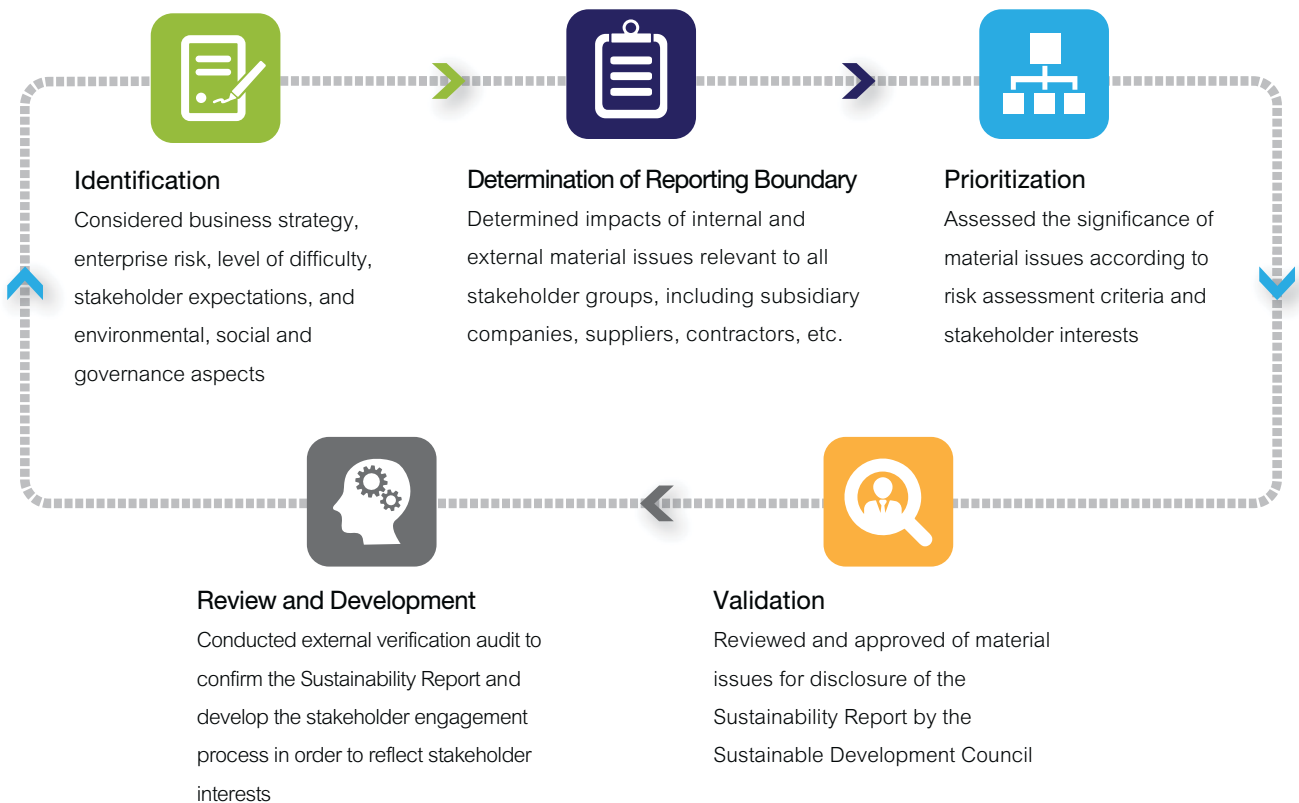 Identification
Considered business strategy,
enterprise risk, level of difficulty,
stakeholder expectations, and
environmental, social and
governance aspects
Determination of Reporting Boundary
Determined impacts of internal and
external material issues relevant to all
stakeholder groups, including subsidiary
companies, suppliers, contractors, etc.
Prioritization
Assessed the significance of
material issues according to
risk assessment criteria and
stakeholder interests
Validation
Reviewed and approved of material
issues for disclosure of the
Sustainability Report by the
Sustainable Development Council
Review and Development
Conducted external verification audit to
confirm the Sustainability Report and
develop the stakeholder engagement
process in order to reflect stakeholder
interests